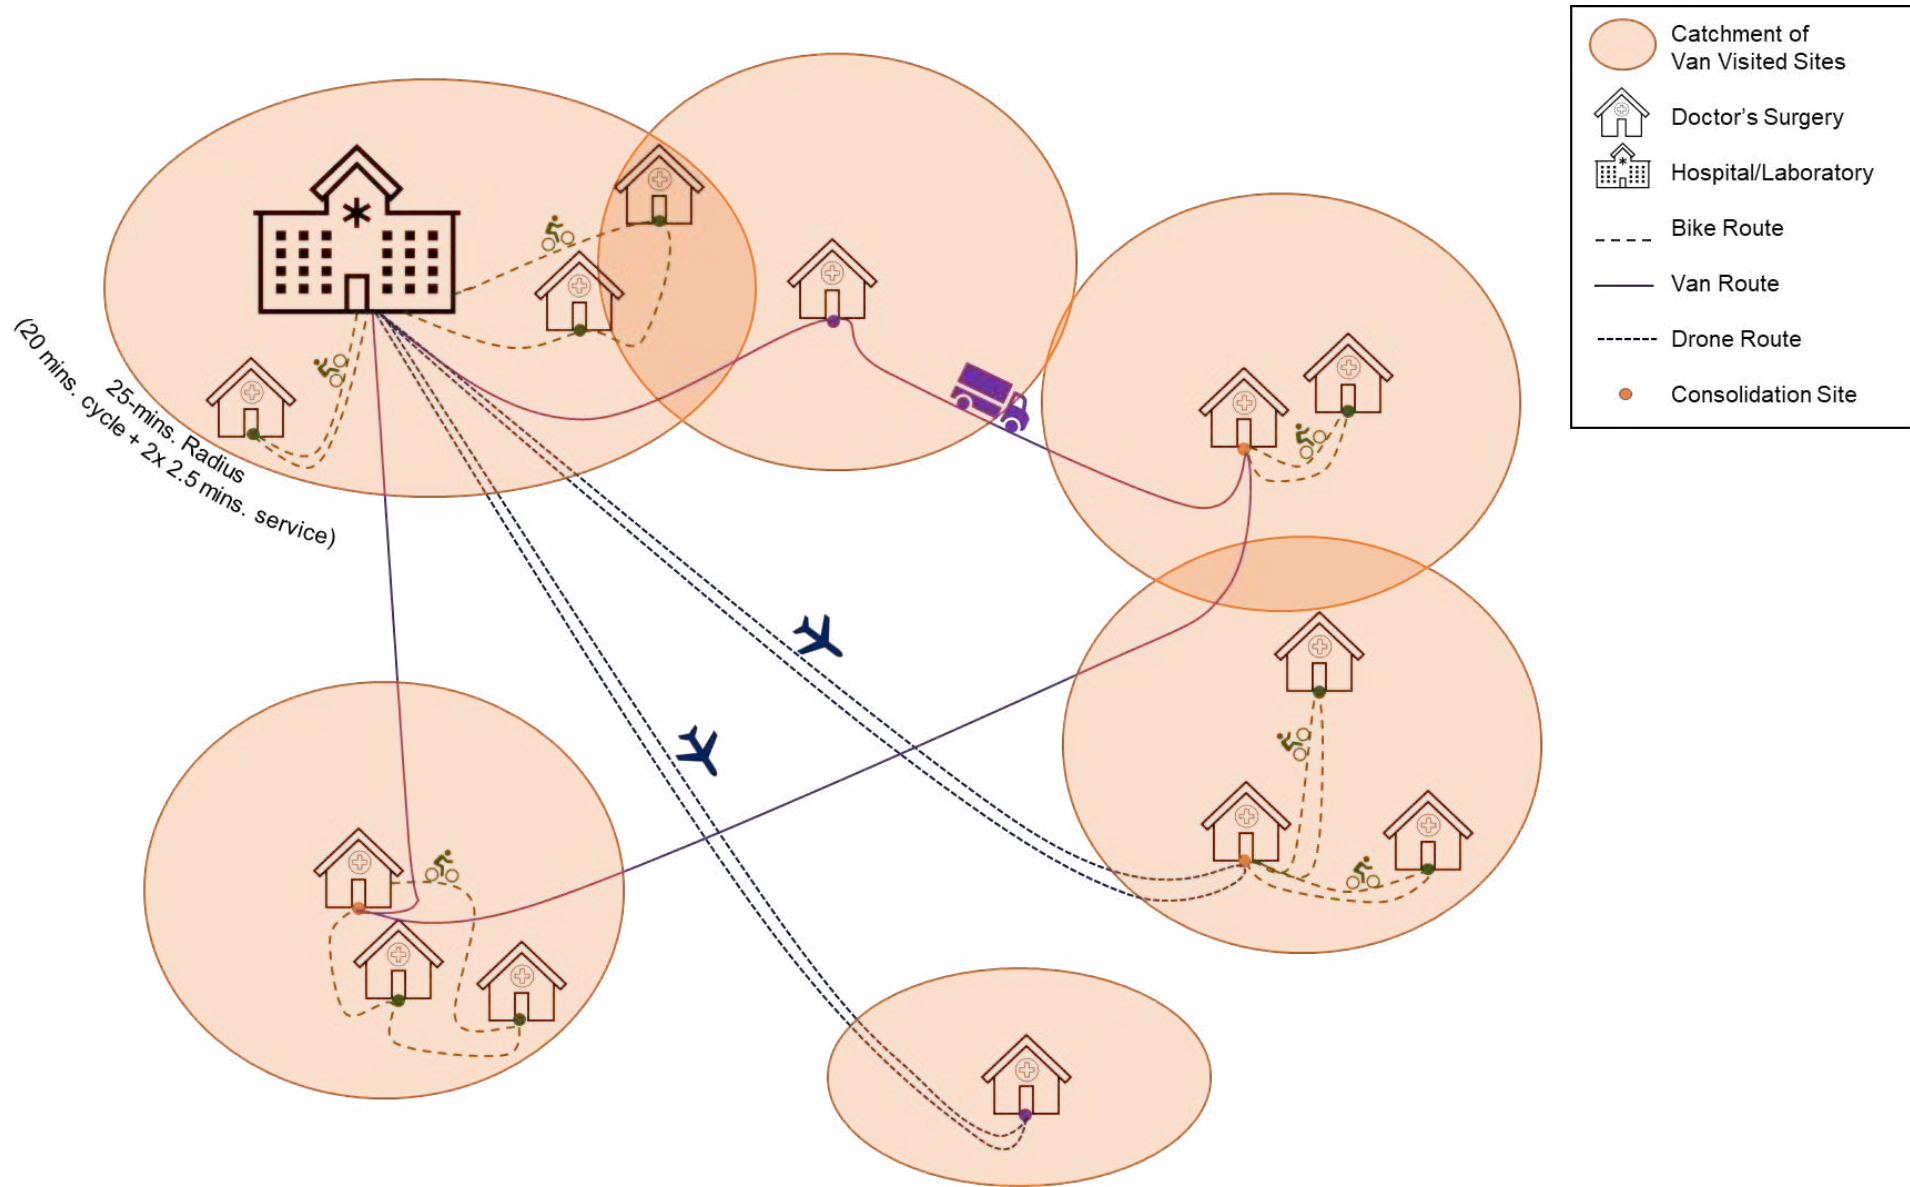 Catchment of
Van Visited Sites
Doctor's Surgery
Hospital/Laboratory
Bike Route
Van Route
Drone Route
Consolidation Site
25-mins. Radius
(20 mins. cycle + 2x 2.5 mins. service)